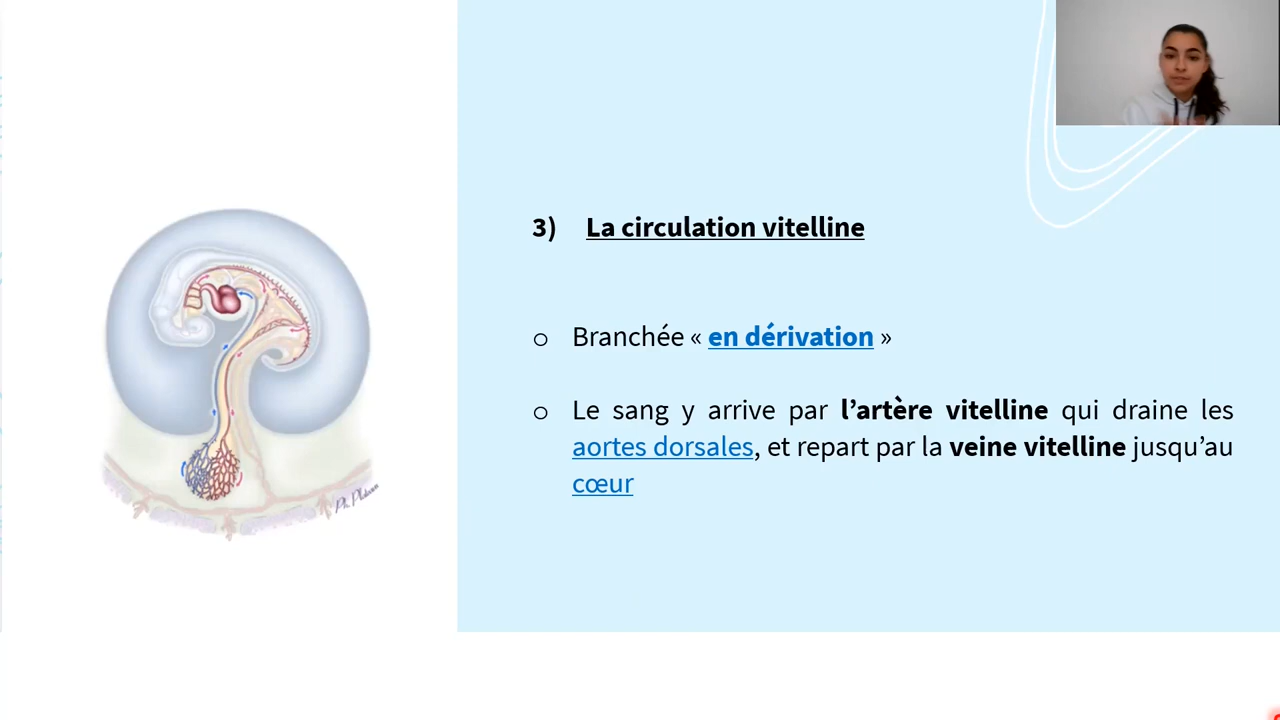 3) La circulation vitelline
o Branchée « en dérivation »
o Le sang y arrive par l’artère vitelline qui draine les
aortes dorsales, et repart par la veine vitelline jusqu’au
cœur